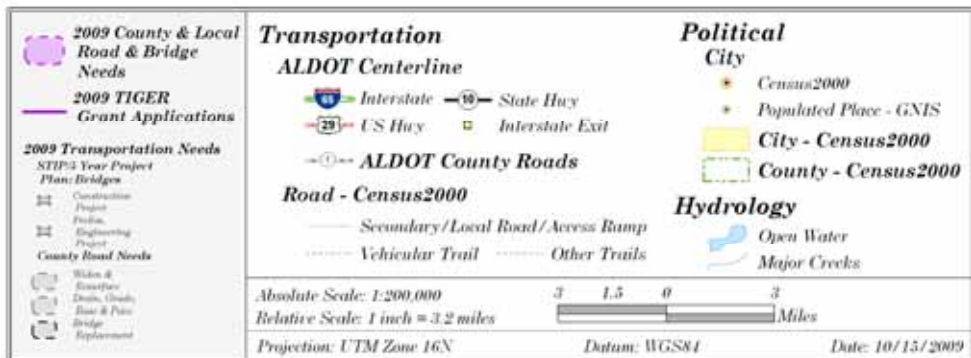 2009 County & Local
Road & Bridge
Needs
2009 TIGER
Grant Applications
2009 Transportation Needs
STIP/5 Year Project
Plan: Bridges
Construction
Project
Prelim.
Engineering
Project
County Road Needs
Widen &
Resurface
Drain, Grade,
Base & Pave
Bridge
Replacement
Transportation
ALDOT Centerline
65 Interstate
10 State Hwy
29 US Hwy
Interstate Exit
1 ALDOT County Roads
Road - Census2000
Secondary/Local Road/Access Ramp
Vehicular Trail
Other Trails
Political
City
Census2000
Populated Place - GNIS
City - Census2000
County - Census2000
Hydrology
Open Water
Major Creeks
Absolute Scale: 1:200,000
Relative Scale: 1 inch = 3.2 miles
3 1.5 0 3
Miles
Projection: UTM Zone 16N
Datum: WGS84
Date: 10/15/2009